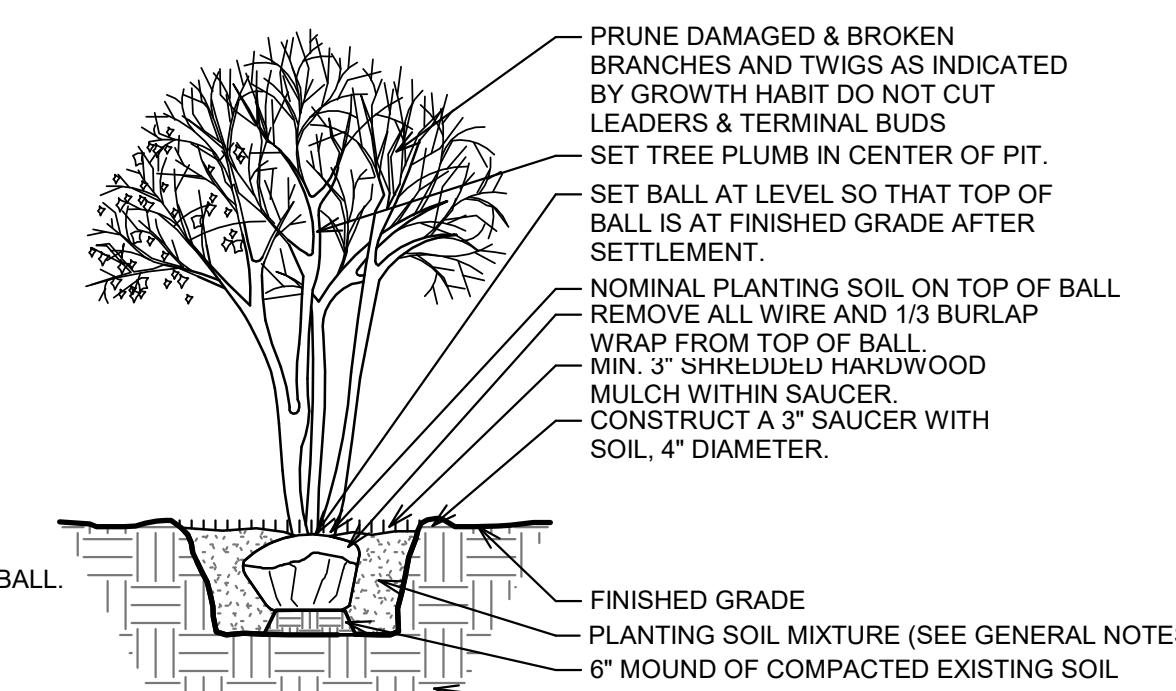 PRUNE DAMAGED & BROKEN
BRANCHES AND TWIGS AS INDICATED
BY GROWTH HABIT DO NOT CUT
LEADERS & TERMINAL BUDS
SET TREE PLUMB IN CENTER OF PIT.
SET BALL AT LEVEL SO THAT TOP OF
BALL IS AT FINISHED GRADE AFTER
SETTLEMENT.
NOMINAL PLANTING SOIL ON TOP OF BALL
REMOVE ALL WIRE AND 1/3 BURLAP
WRAP FROM TOP OF BALL.
MIN. 3" SHREDDED HARDWOOD
MULCH WITHIN SAUCER.
CONSTRUCT A 3" SAUCER WITH
SOIL, 4" DIAMETER.
BALL.
FINISHED GRADE
PLANTING SOIL MIXTURE (SEE GENERAL NOTE
6" MOUND OF COMPACTED EXISTING SOIL